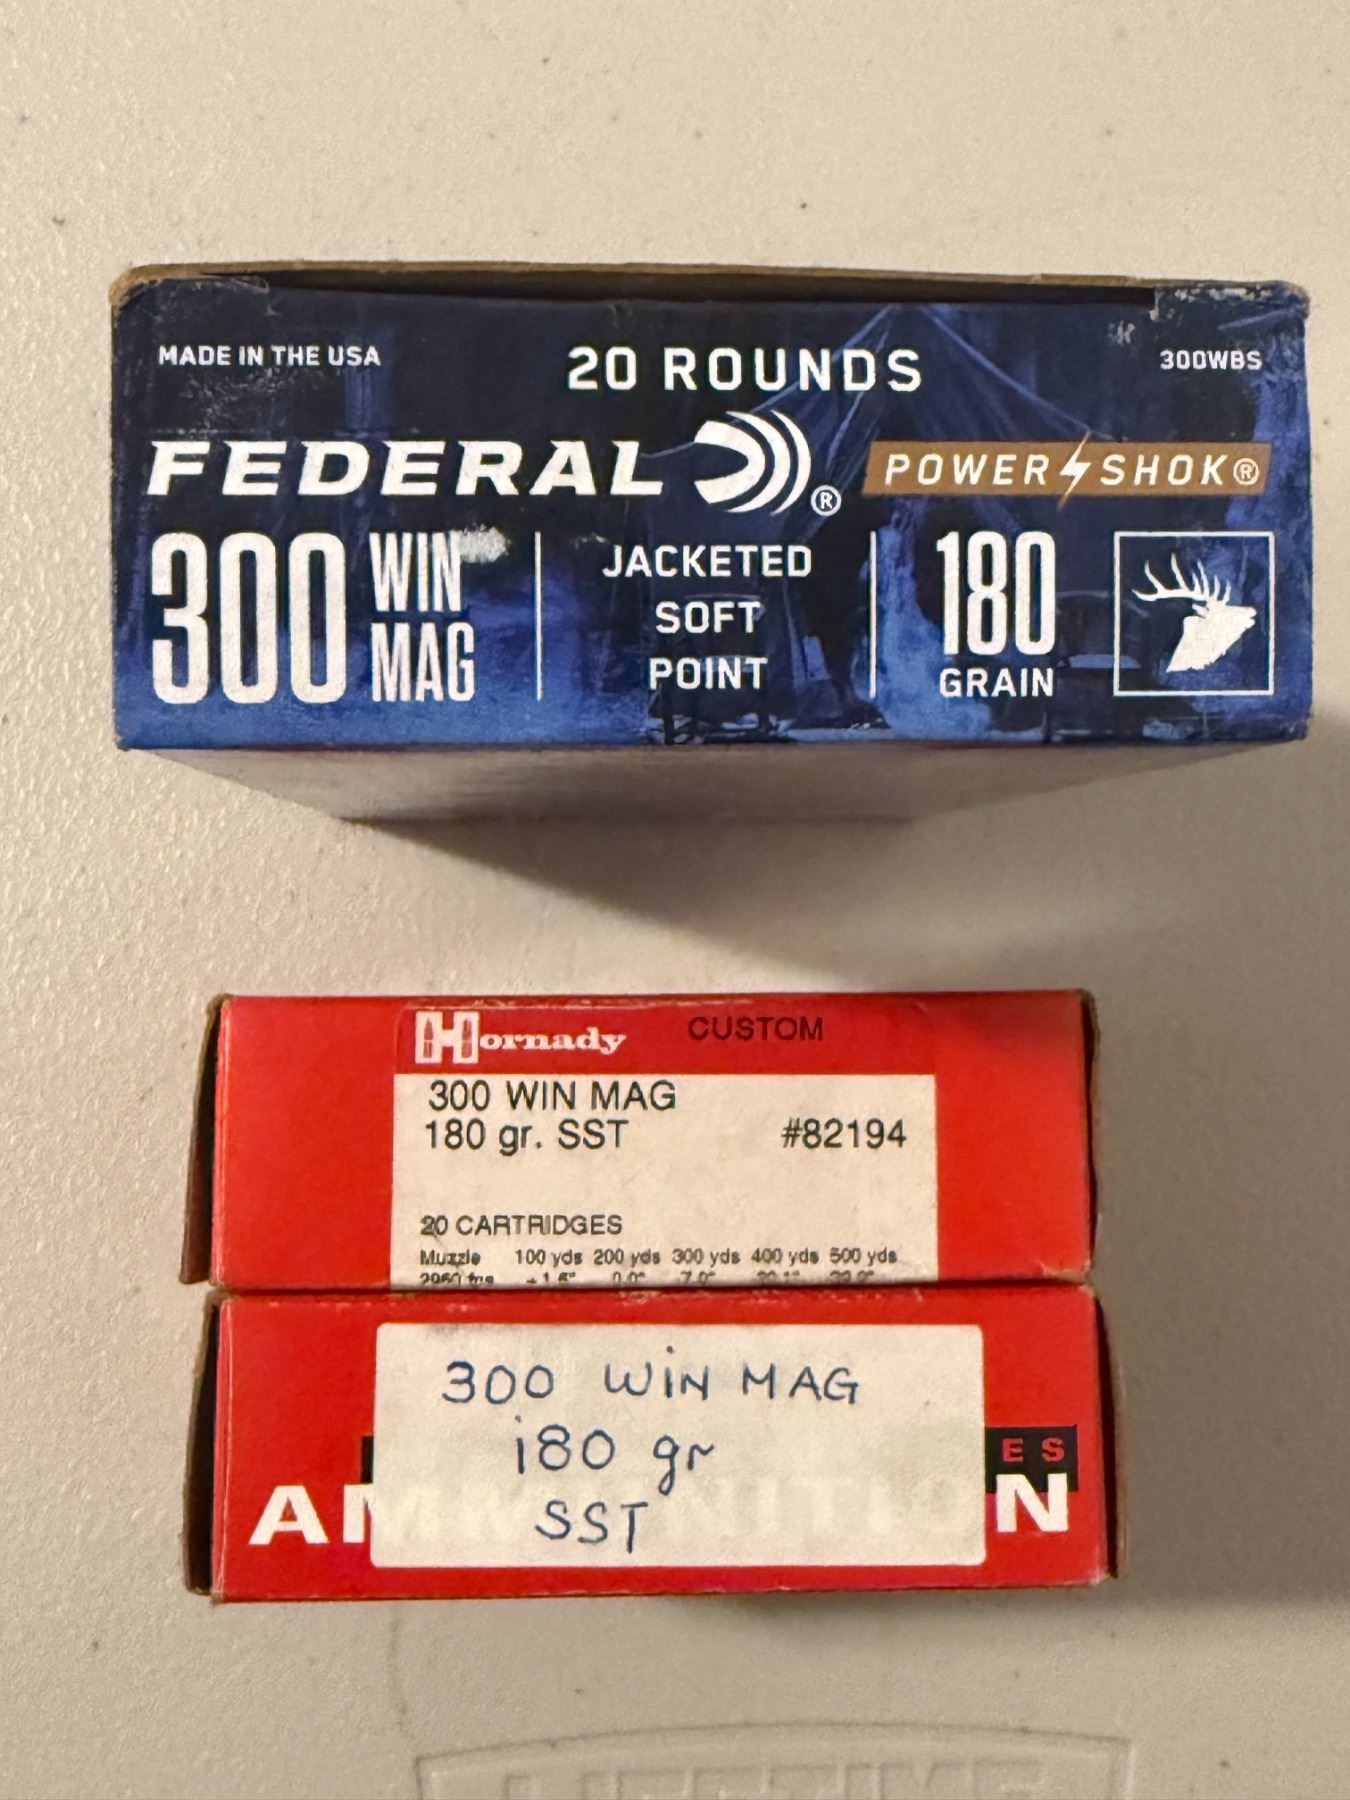 MADE IN THE USA
20 ROUNDS
300WBS
FEDERAL ®
POWER SHOK®
300 WIN MAG
JACKETED
SOFT
POINT
180
GRAIN
Hornady CUSTOM
300 WIN MAG
180 gr. SST #82194
20 CARTRIDGES
Muzzle 100 yds 200 yds 300 yds 400 yds 500 yds
300 WIN MAG
180 gr
SST
ES
N
LIFETIME